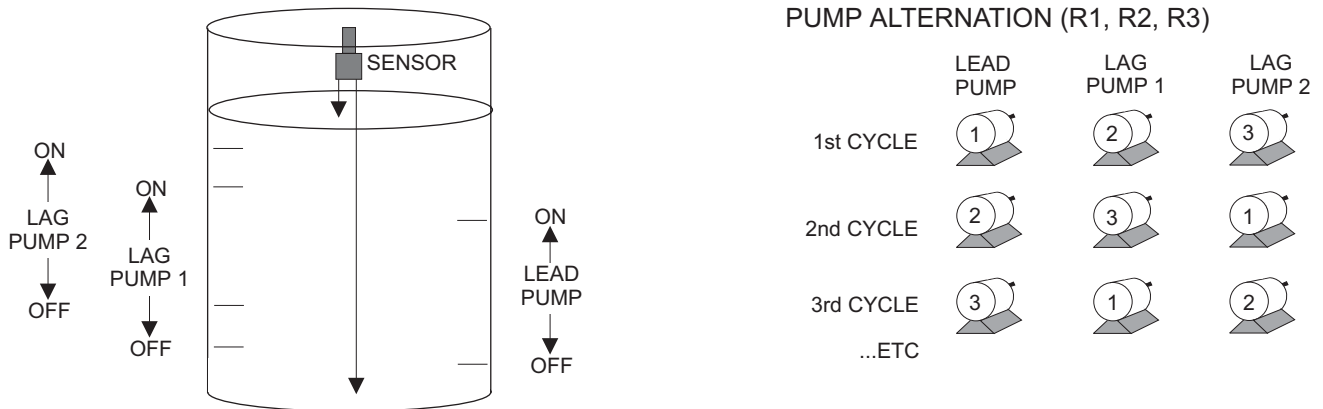 SENSOR
ON
LAG
PUMP 2
OFF
ON
LAG
PUMP 1
OFF
ON
LEAD
PUMP
OFF
PUMP ALTERNATION (R1, R2, R3)
LEAD
PUMP
LAG
PUMP 1
LAG
PUMP 2
1st CYCLE 1 2 3
2nd CYCLE 2 3 1
3rd CYCLE 3 1 2
...ETC